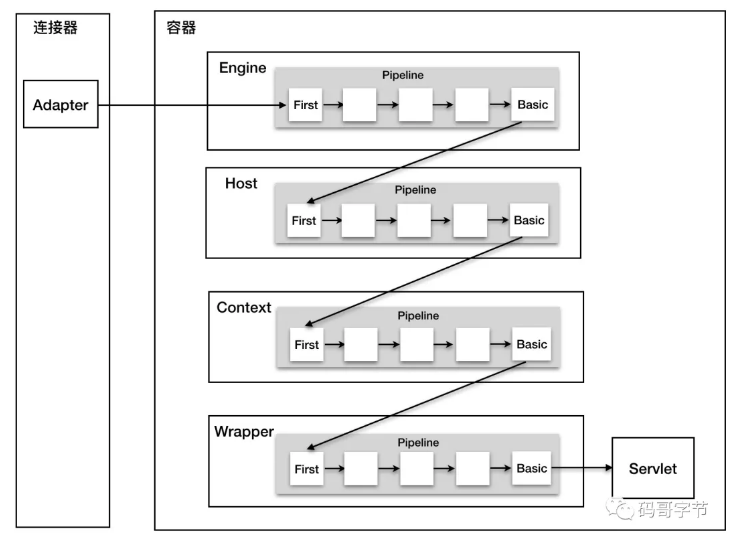 连接器
容器
Adapter
Engine
Pipeline
First
Basic
Host
Pipeline
First
Basic
Context
Pipeline
First
Basic
Wrapper
Pipeline
First
Basic
Servlet
码哥字节